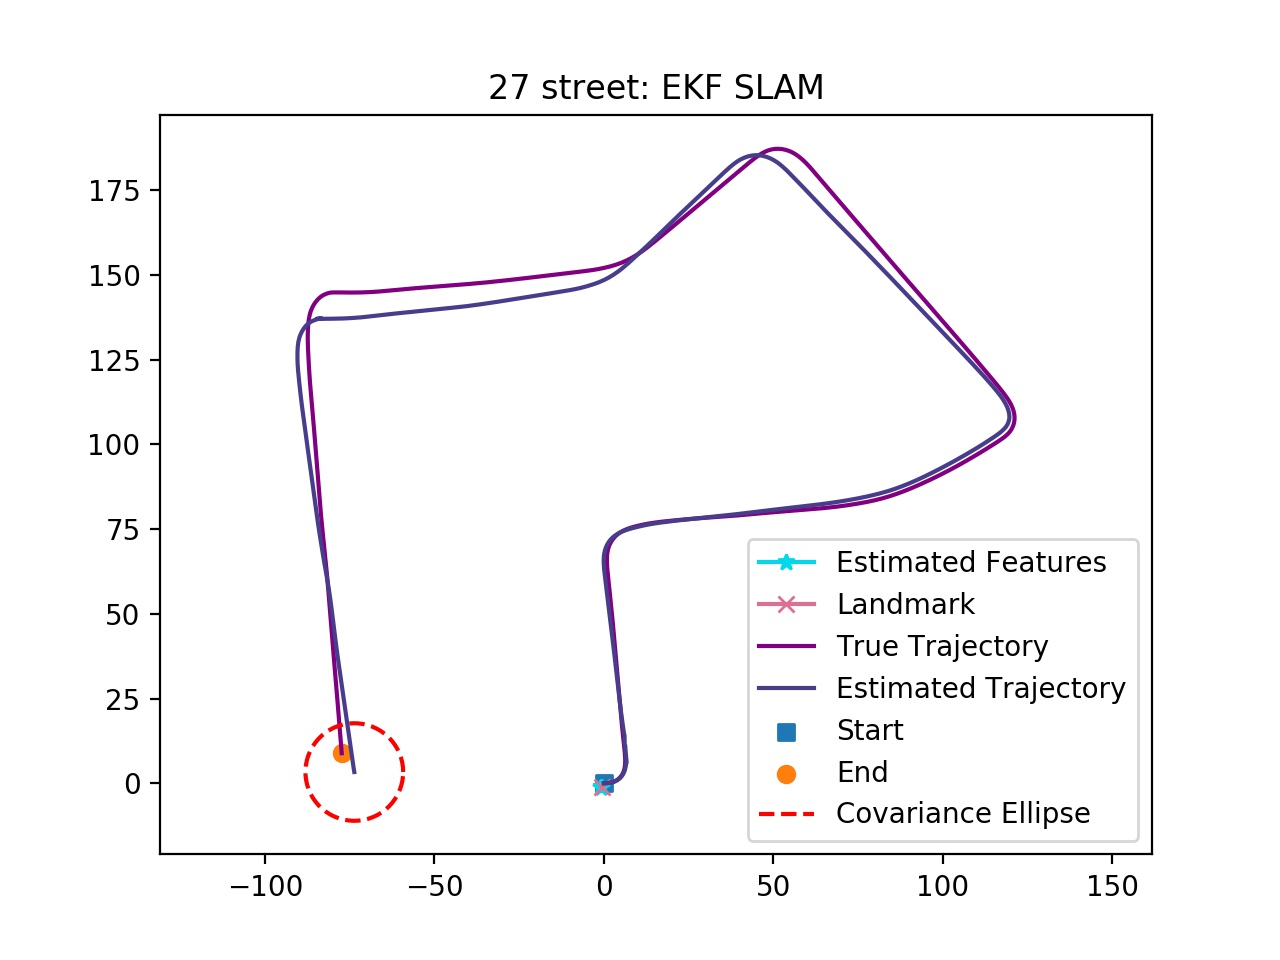 27 street: EKF SLAM
175
150
125
100
75
50
25
0
−100
−50
0
50
100
150
Estimated Features
Landmark
True Trajectory
Estimated Trajectory
Start
End
Covariance Ellipse